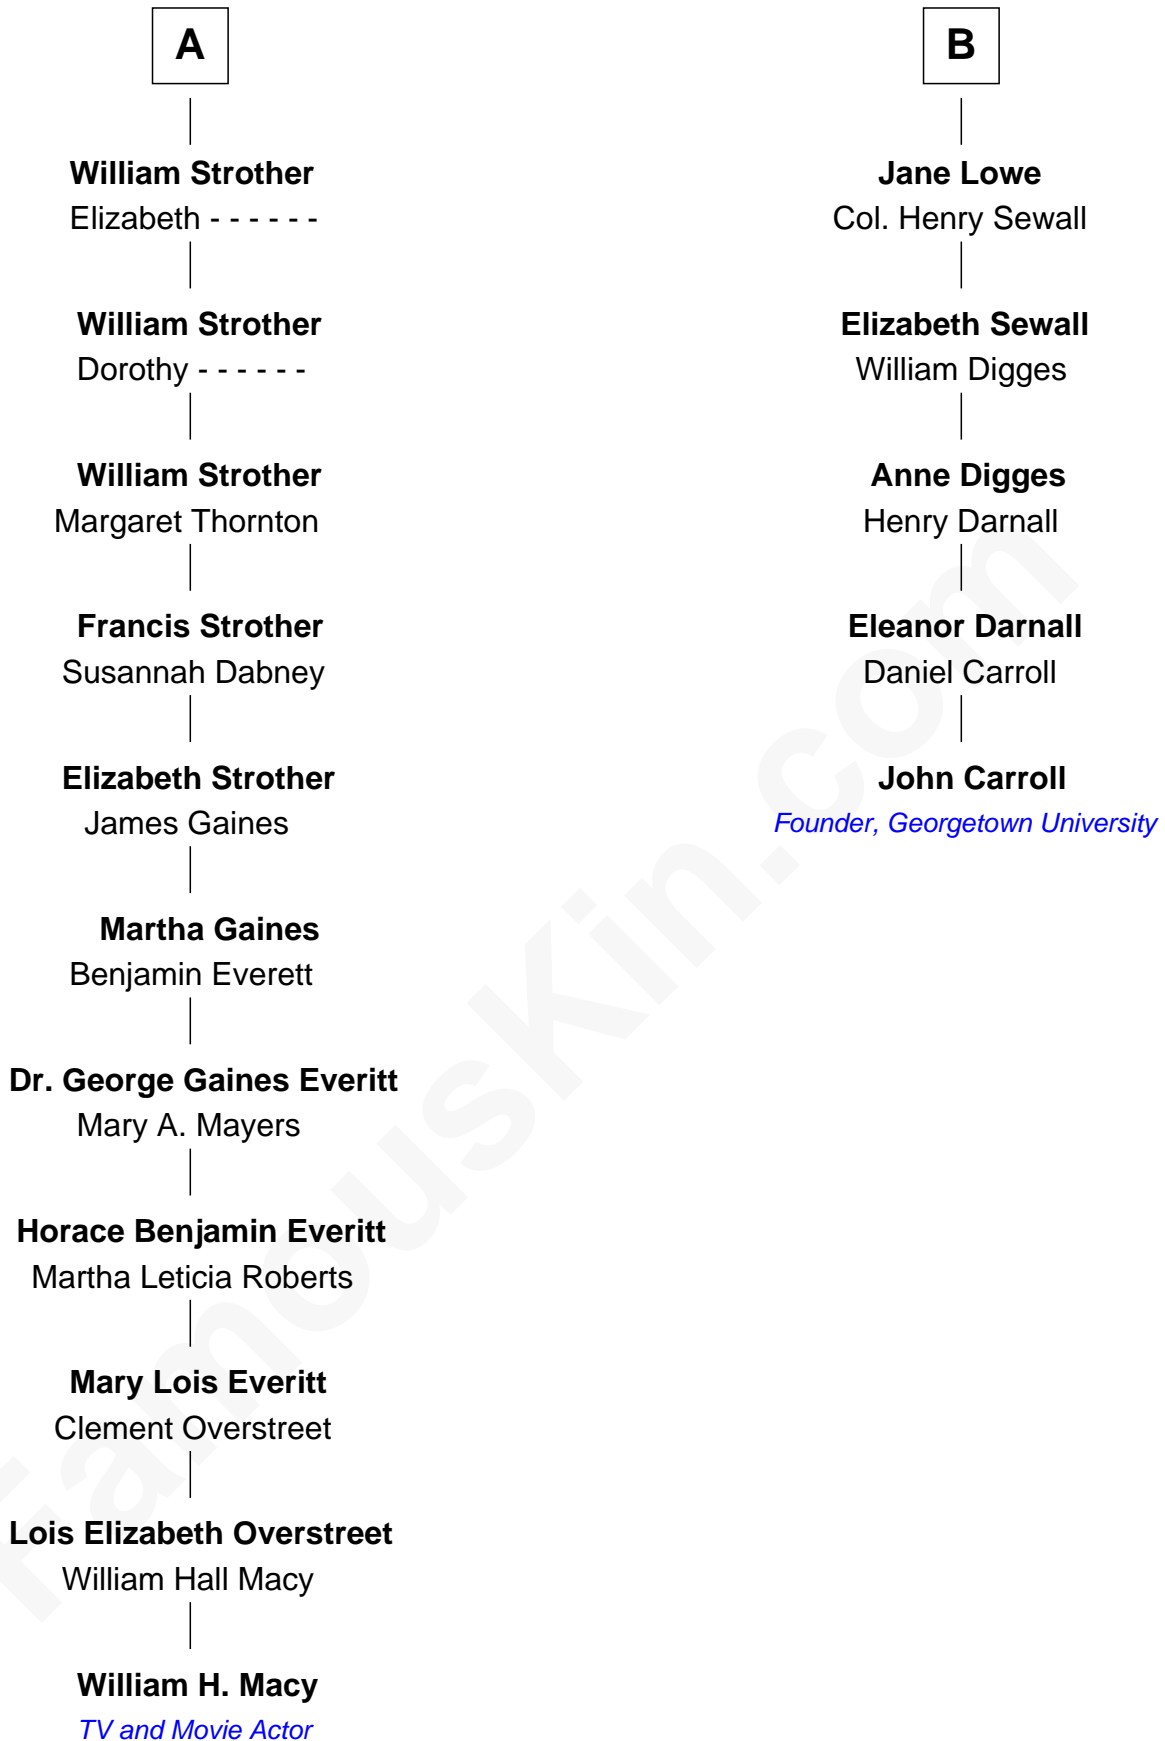 A
William Strother
Elizabeth - - - - - -
William Strother
Dorothy - - - - - -
William Strother
Margaret Thornton
Francis Strother
Susannah Dabney
Elizabeth Strother
James Gaines
Martha Gaines
Benjamin Everett
Dr. George Gaines Everitt
Mary A. Mayers
Horace Benjamin Everitt
Martha Leticia Roberts
Mary Lois Everitt
Clement Overstreet
Lois Elizabeth Overstreet
William Hall Macy
William H. Macy
TV and Movie Actor
B
Jane Lowe
Col. Henry Sewall
Elizabeth Sewall
William Digges
Anne Digges
Henry Darnall
Eleanor Darnall
Daniel Carroll
John Carroll
Founder, Georgetown University
FamousKin.com